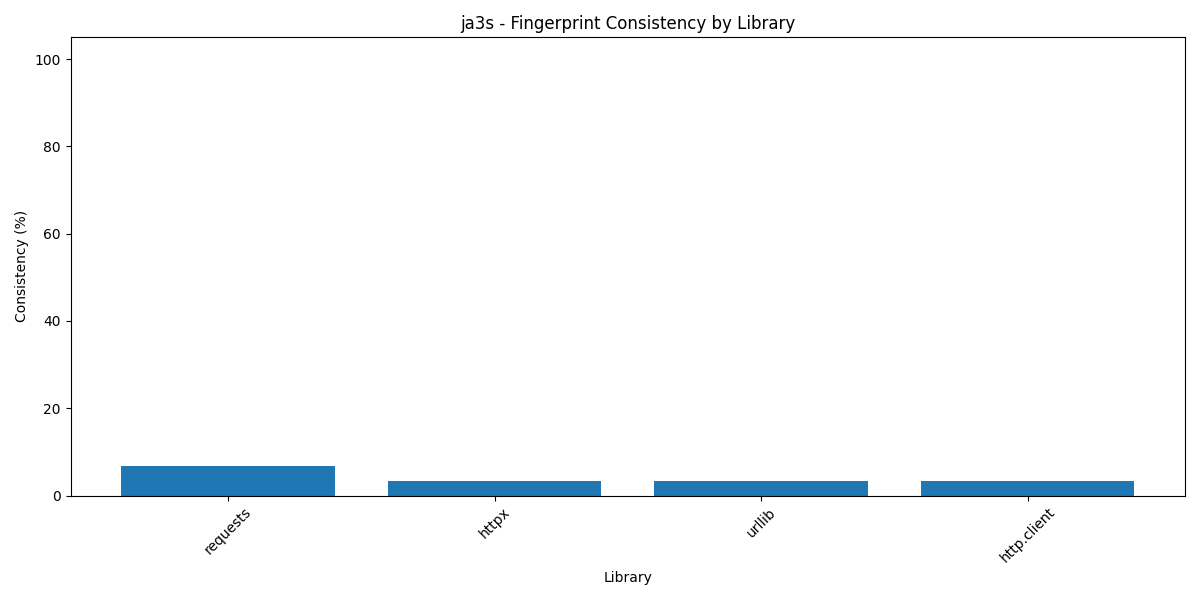 ja3s - Fingerprint Consistency by Library
Consistency (%)
100
80
60
40
20
0
requests
httpx
urllib
http.client
Library